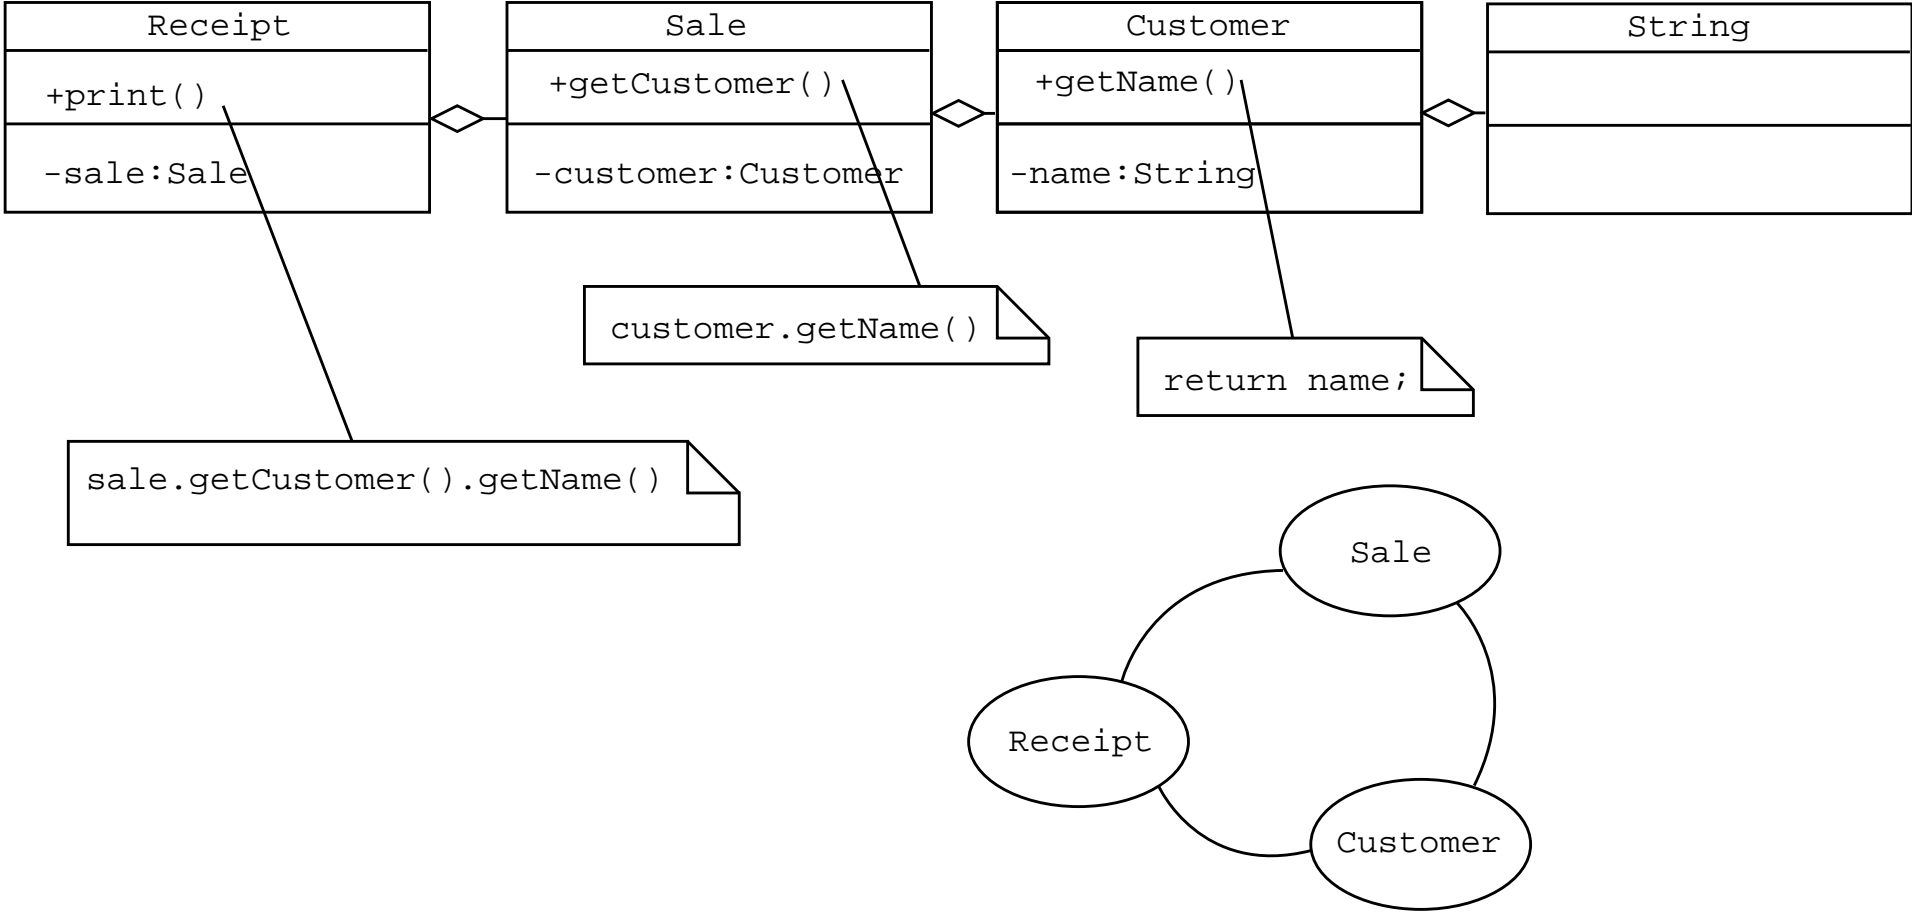 Receipt
+print()
-sale:Sale
Sale
+getCustomer()
-customer:Customer
Customer
+getName()
-name:String
String
customer.getName()
return name;
sale.getCustomer().getName()
Sale
Receipt
Customer